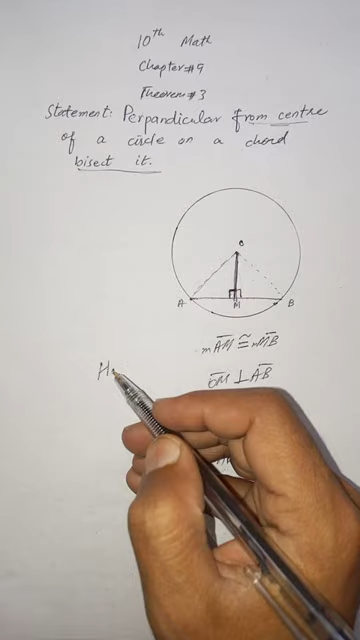 10th Math
Chapter#9
Theorem#3
Statement: Perpandicular from centre
of a circle on a chord
bisect it.
O
A M B
mAM ≅ mMB
OM ⊥ AB
H